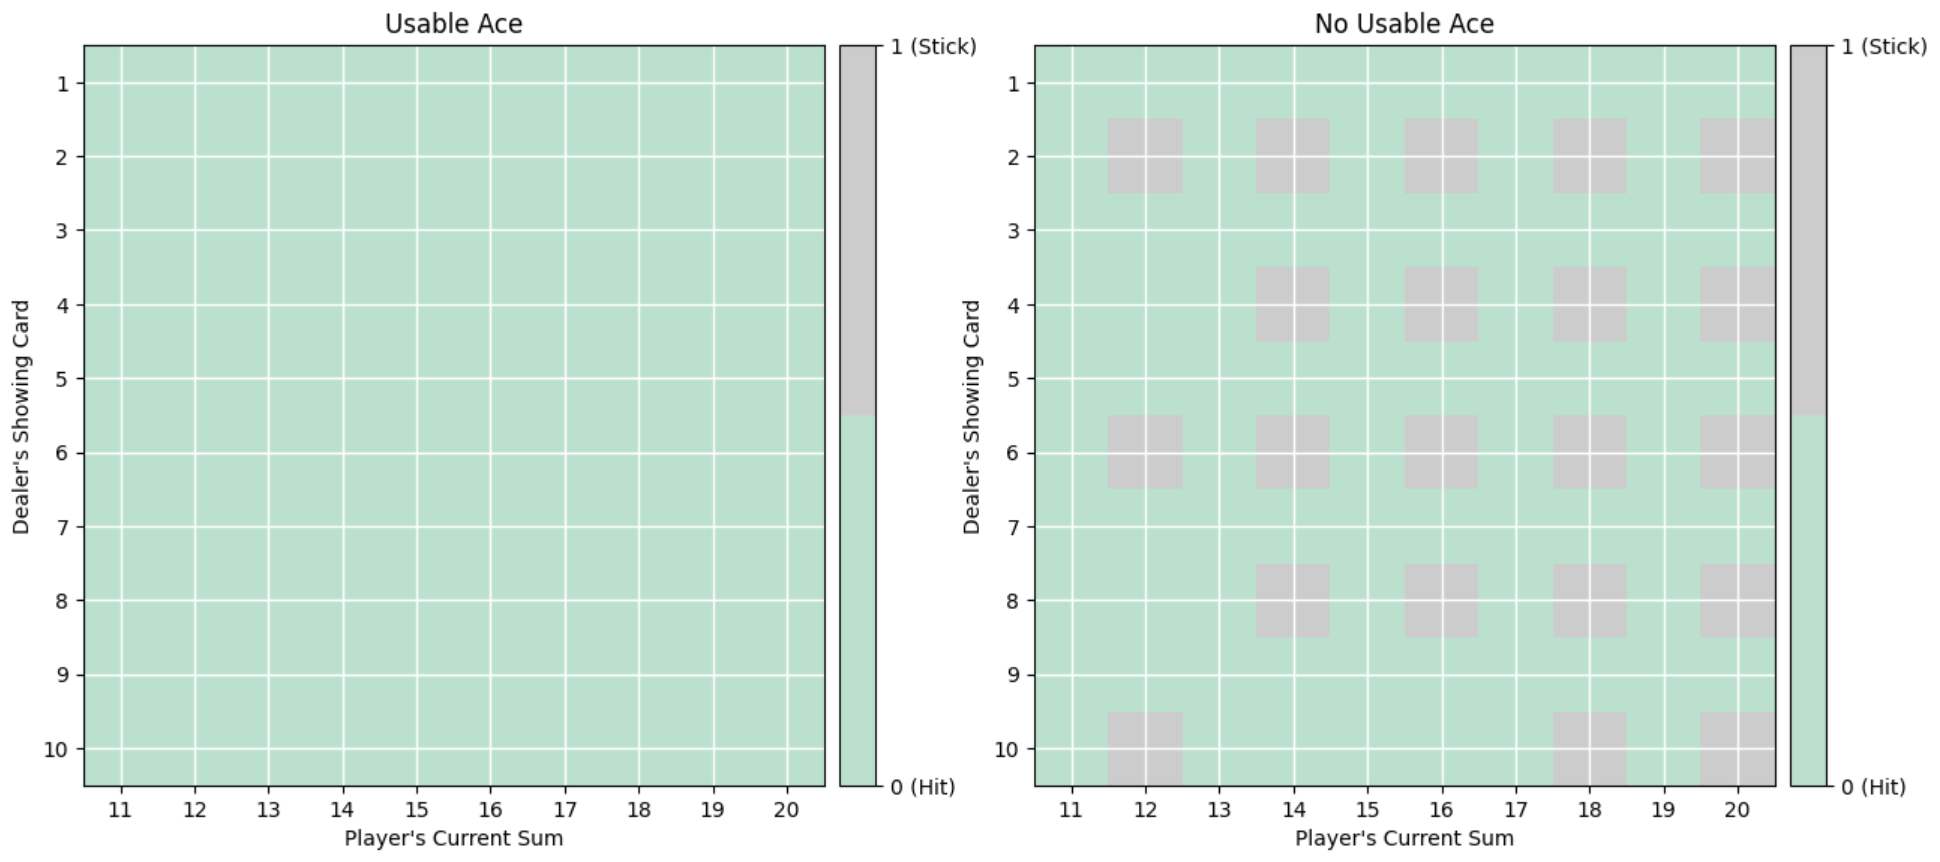 Usable Ace
1
2
3
4
5
6
7
8
9
10
Dealer's Showing Card
11 12 13 14 15 16 17 18 19 20
Player's Current Sum
1 (Stick)
0 (Hit)
No Usable Ace
1
2
3
4
5
6
7
8
9
10
Dealer's Showing Card
11 12 13 14 15 16 17 18 19 20
Player's Current Sum
1 (Stick)
0 (Hit)